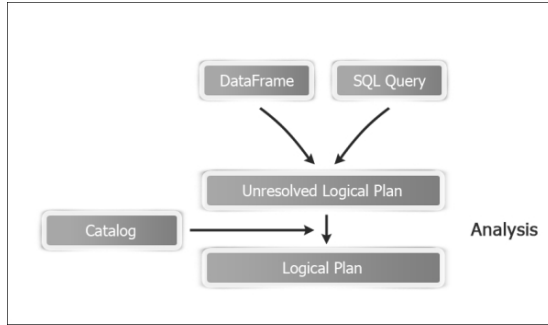 DataFrame
SQL Query
Unresolved Logical Plan
Catalog
Analysis
Logical Plan